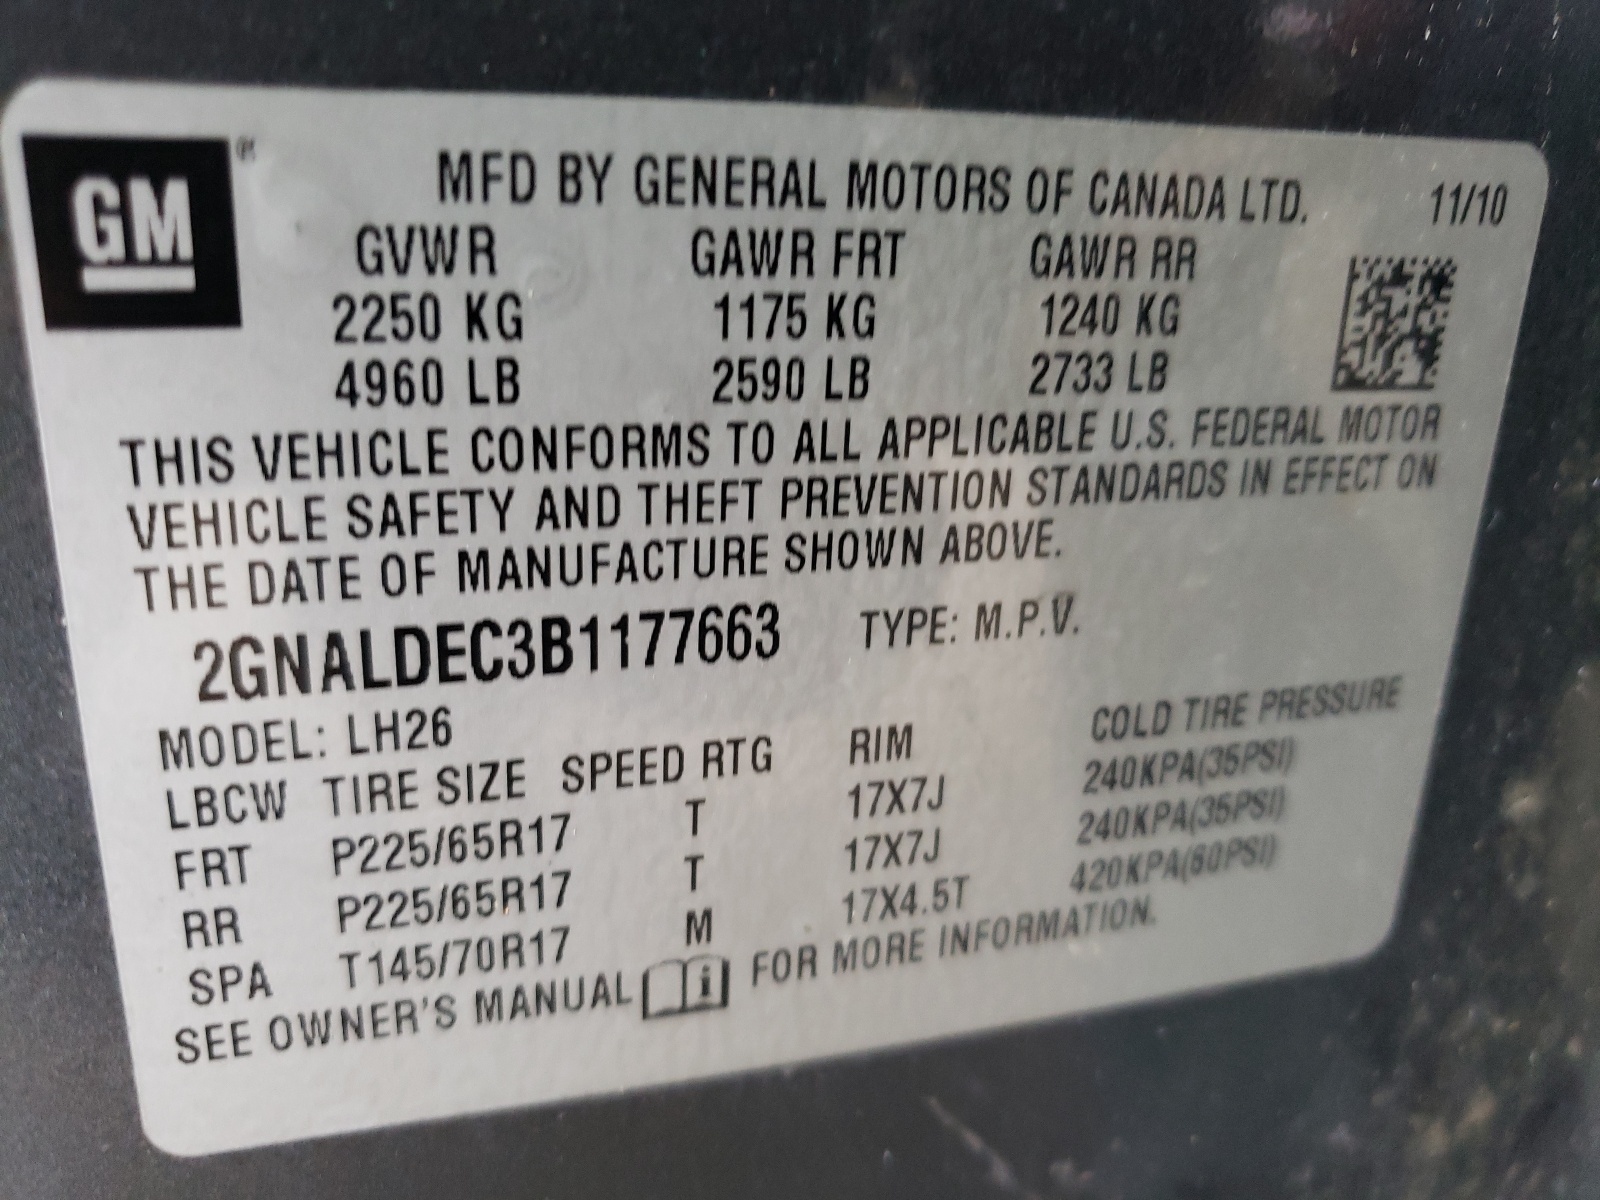 GM®
MFD BY GENERAL MOTORS OF CANADA LTD. 11/10
GVWR GAWR FRT GAWR RR
2250 KG 1175 KG 1240 KG
4960 LB 2590 LB 2733 LB
THIS VEHICLE CONFORMS TO ALL APPLICABLE U.S. FEDERAL MOTOR
VEHICLE SAFETY AND THEFT PREVENTION STANDARDS IN EFFECT ON
THE DATE OF MANUFACTURE SHOWN ABOVE.
2GNALDEC3B1177663 TYPE: M.P.V.
MODEL: LH26
LBCW TIRE SIZE SPEED RTG RIM COLD TIRE PRESSURE
FRT P225/65R17 T 17X7J 240KPA(35PSI)
RR P225/65R17 T 17X7J 240KPA(35PSI)
SPA T145/70R17 M 17X4.5T 420KPA(60PSI)
SEE OWNER'S MANUAL i FOR MORE INFORMATION.